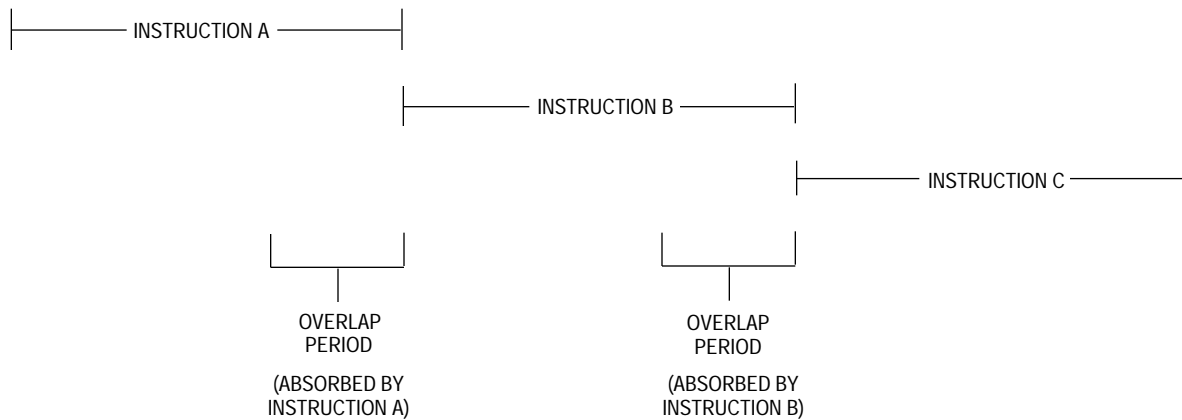 INSTRUCTION A
INSTRUCTION B
INSTRUCTION C
OVERLAP
PERIOD
(ABSORBED BY
INSTRUCTION A)
OVERLAP
PERIOD
(ABSORBED BY
INSTRUCTION B)